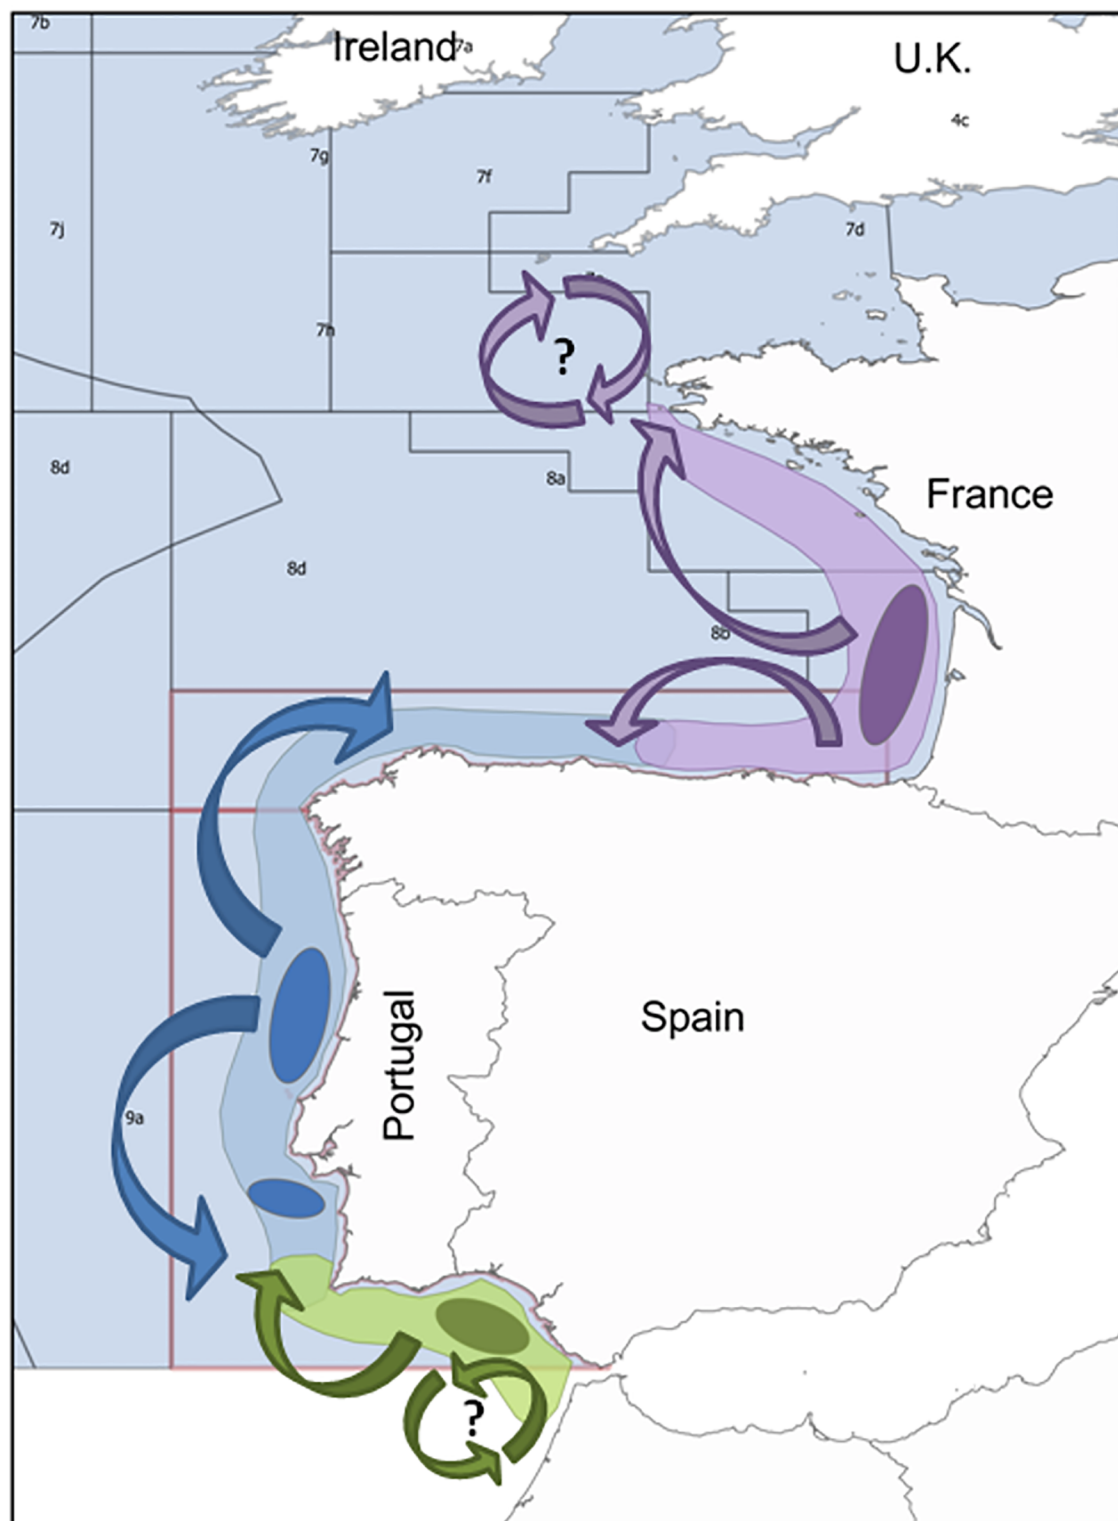 7b
Ireland
7a
U.K.
4c
7g
7f
7j
7d
7h
?
8d
8a
France
8d
8b
Portugal
Spain
9a
?